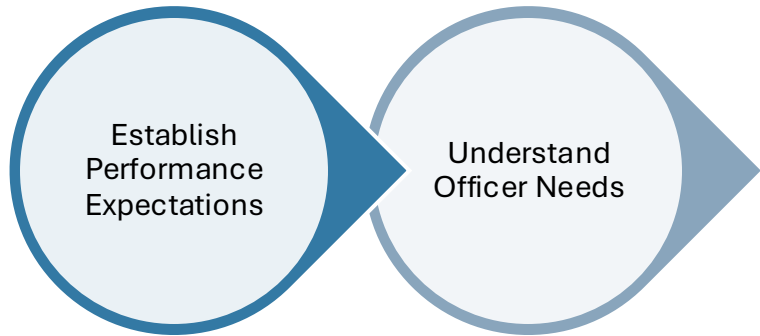 Establish
Performance
Expectations
Understand
Officer Needs